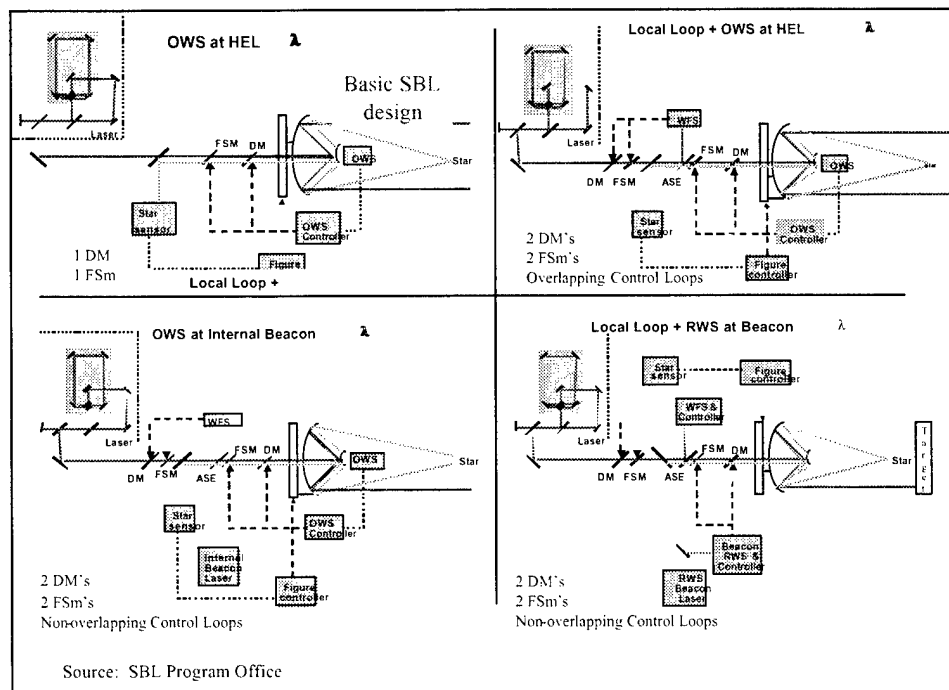 OWS at HEL λ
Basic SBL
design
Laser
FSM
DM
OWS
Star
Star
sensor
OWS
Controller
Figure
1 DM
1 FSm
Local Loop +
Local Loop + OWS at HEL λ
Laser
WFS
DM
FSM
ASE
FSM
DM
OWS
Star
Star
sensor
OWS
Controller
Figure
controller
2 DM's
2 FSm's
Overlapping Control Loops
OWS at Internal Beacon λ
Laser
WFS
DM
FSM
ASE
FSM
DM
OWS
Star
Star
sensor
OWS
Controller
Internal
Beacon
Laser
Figure
controller
2 DM's
2 FSm's
Non-overlapping Control Loops
Local Loop + RWS at Beacon λ
Star
sensor
Figure
controller
Laser
WFS &
Controller
DM
FSM
ASE
FSM
DM
Star
Target
Beacon
RWS &
Controller
RWS
Beacon
Laser
2 DM's
2 FSm's
Non-overlapping Control Loops
Source: SBL Program Office